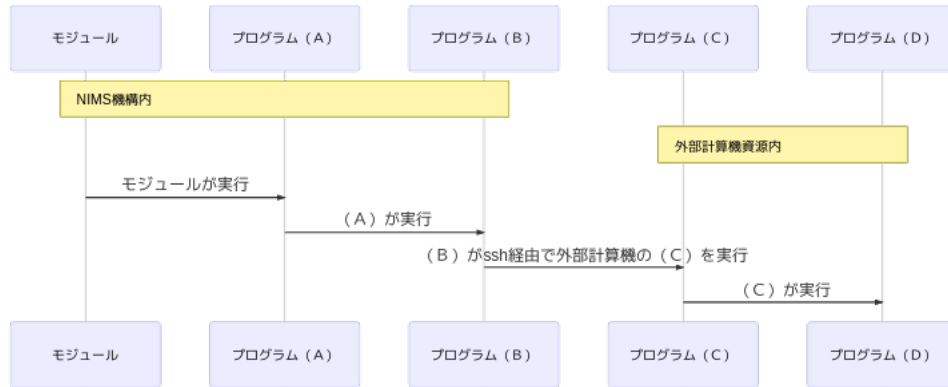 モジュール
プログラム（A）
プログラム（B）
プログラム（C）
プログラム（D）
NIMS機構内
外部計算機資源内
モジュールが実行
（A）が実行
（B）がssh経由で外部計算機の（C）を実行
（C）が実行
モジュール
プログラム（A）
プログラム（B）
プログラム（C）
プログラム（D）